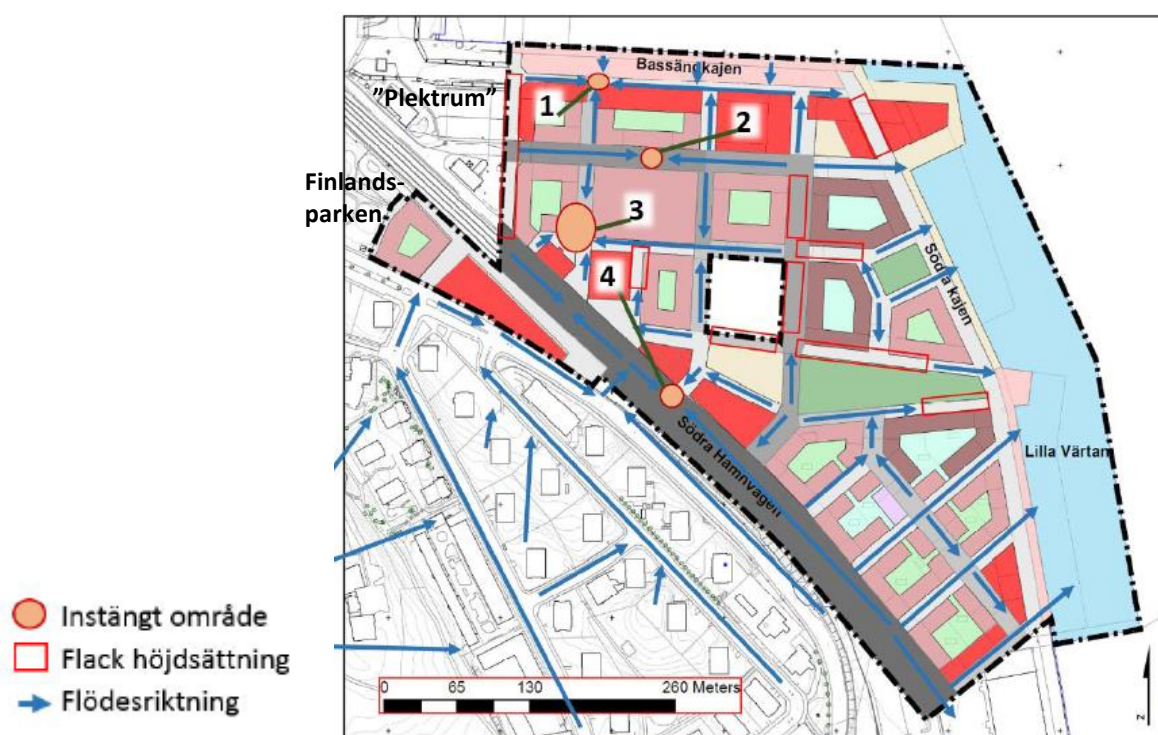 Bassängkajen
"Plektrum"
1
2
Finlands-
parken
3
4
Södra kajen
Södra Hamnvägen
Lilla Värtan
Instängt område
Flack höjdsättning
Flödesriktning
0 65 130 260 Meters
z